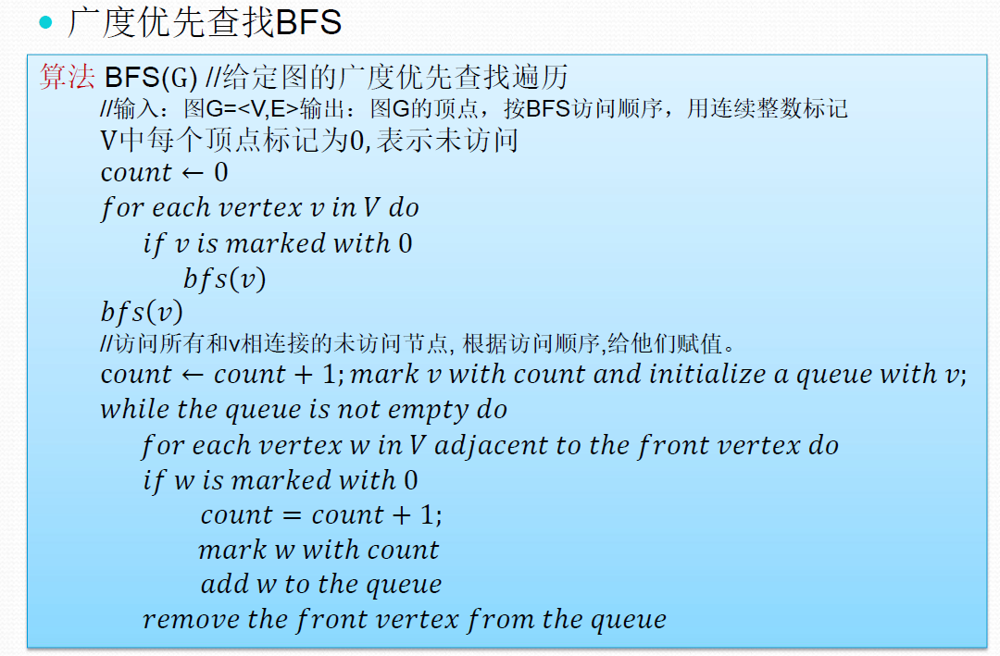 广度优先查找BFS
算法 BFS(G) //给定图的广度优先查找遍历
//输入：图G=<V,E>输出：图G的顶点，按BFS访问顺序，用连续整数标记
V中每个顶点标记为0, 表示未访问
count ← 0
for each vertex v in V do
if v is marked with 0
bfs(v)
bfs(v)
//访问所有和v相连接的未访问节点, 根据访问顺序,给他们赋值。
count ← count + 1; mark v with count and initialize a queue with v;
while the queue is not empty do
for each vertex w in V adjacent to the front vertex do
if w is marked with 0
count = count + 1;
mark w with count
add w to the queue
remove the front vertex from the queue